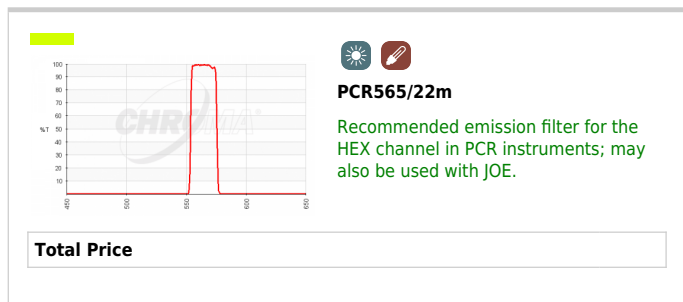 100
90
80
70
60
%T 50
40
30
20
10
450 500 550 600 650
CHROMA®
PCR565/22m
Recommended emission filter for the
HEX channel in PCR instruments; may
also be used with JOE.
Total Price